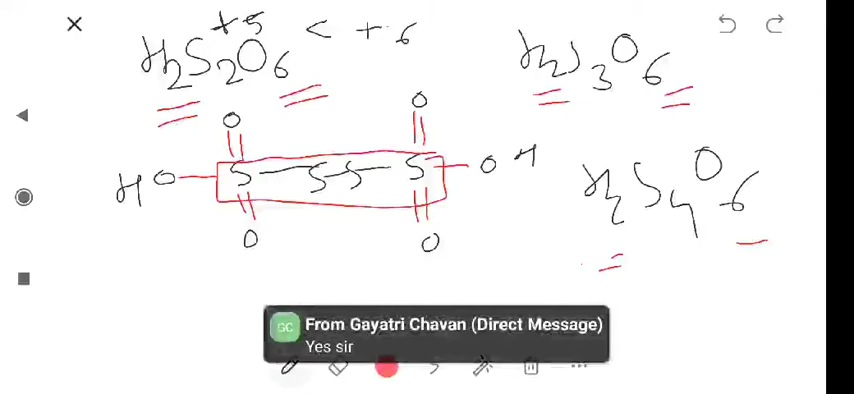 +5 < +6
H2S2O6
H2S3O6
O O
HO S S S S OH
O O
H2S4O6
GC From Gayatri Chavan (Direct Message)
Yes sir